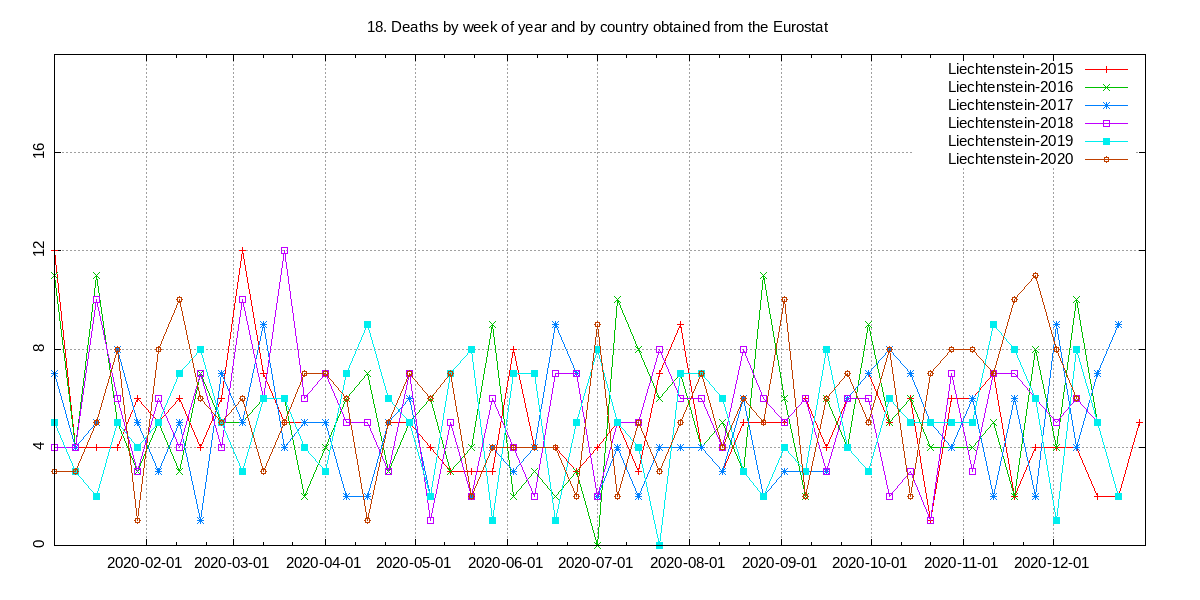 18. Deaths by week of year and by country obtained from the Eurostat
Liechtenstein-2015
Liechtenstein-2016
Liechtenstein-2017
Liechtenstein-2018
Liechtenstein-2019
Liechtenstein-2020
16
12
8
4
0
2020-02-01 2020-03-01 2020-04-01 2020-05-01 2020-06-01 2020-07-01 2020-08-01 2020-09-01 2020-10-01 2020-11-01 2020-12-01